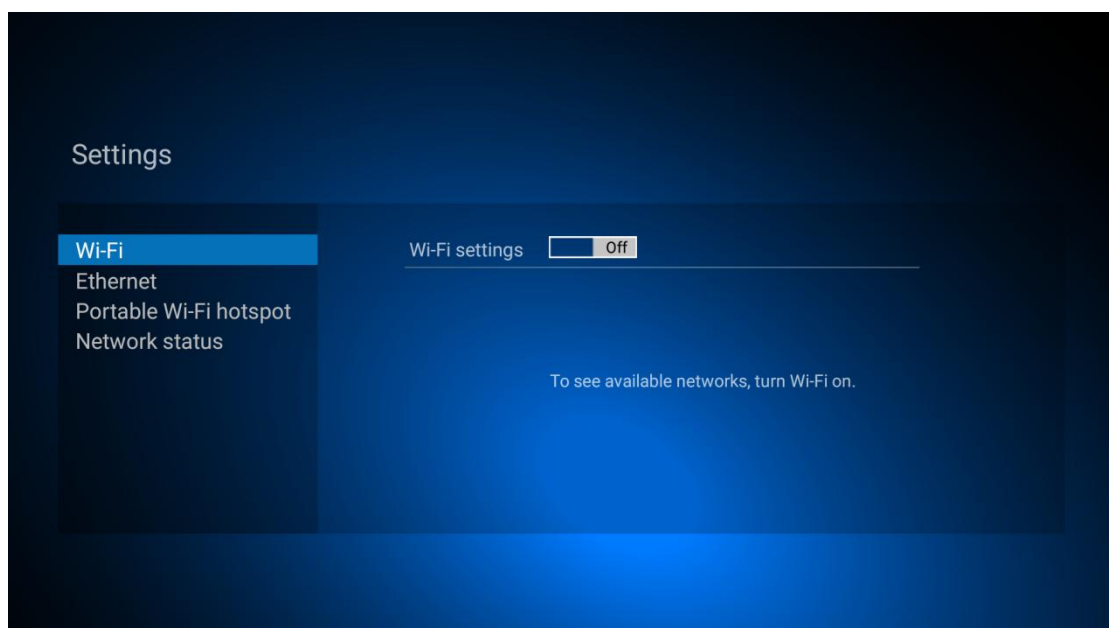 Settings
Wi-Fi
Ethernet
Portable Wi-Fi hotspot
Network status
Wi-Fi settings Off
To see available networks, turn Wi-Fi on.